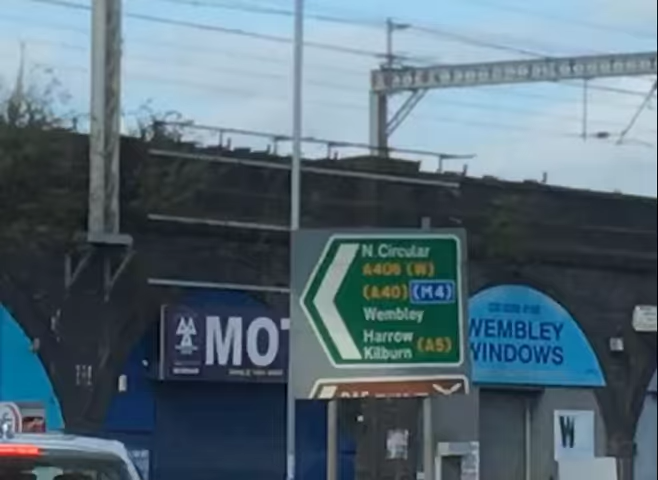 N. Circular
A406 (W)
(A40) (M4)
Wembley
Harrow
Kilburn (A5)
MOT
WEMBLEY
WINDOWS
W